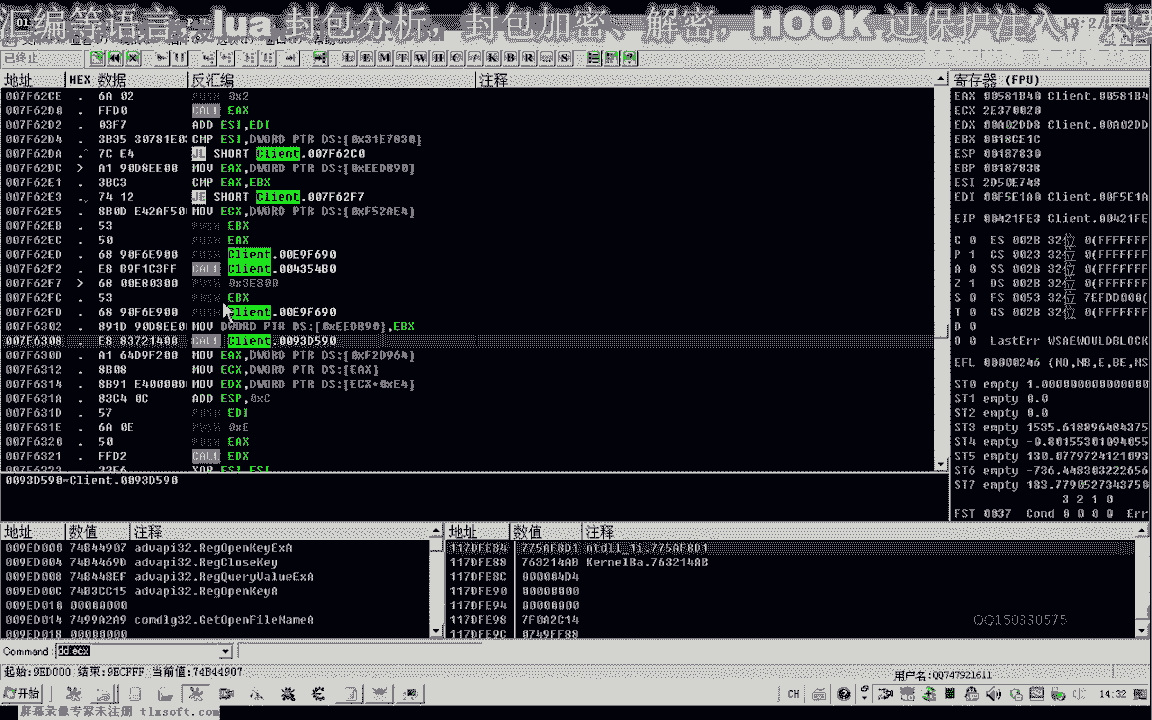 汇编等语言、lua 封包分析，封包加密、解密，HOOK 过保护注入，是要
已终止
地址 HEX 数据 反汇编 注释
007F62CE . 6A 02 PUSH 0x2
007F62D0 . FFD0 CALL EAX
007F62D2 . 03F7 ADD ESI,EDI
007F62D4 . 3B35 30781E0 CMP ESI,DWORD PTR DS:[0x31E7830]
007F62DA . 7C E4 JL SHORT Client.007F62C0
007F62DC > A1 90D8EE00 MOV EAX,DWORD PTR DS:[0xEED890]
007F62E1 . 3BC3 CMP EAX,EBX
007F62E3 . 74 12 JE SHORT Client.007F62F7
007F62E5 . 8B0D E42AF50 MOV ECX,DWORD PTR DS:[0xF52AE4]
007F62EB . 53 PUSH EBX
007F62EC . 50 PUSH EAX
007F62ED . 68 90F6E900 PUSH Client.00E9F690
007F62F2 . E8 B9F1C3FF CALL Client.004354B0
007F62F7 > 68 00E80300 PUSH 0x3E800
007F62FC . 53 PUSH EBX
007F62FD . 68 90F6E900 PUSH Client.00E9F690
007F6302 . 891D 90D8EE0 MOV DWORD PTR DS:[0xEED890],EBX
007F6308 . E8 83721400 CALL Client.0093D590
007F630D . A1 64D9F200 MOV EAX,DWORD PTR DS:[0xF2D964]
007F6312 . 8B08 MOV ECX,DWORD PTR DS:[EAX]
007F6314 . 8B91 E400000 MOV EDX,DWORD PTR DS:[ECX+0xE4]
007F631A . 83C4 0C ADD ESP,0xC
007F631D . 57 PUSH EDI
007F631E . 6A 0E PUSH 0xE
007F6320 . 50 PUSH EAX
007F6321 . FFD2 CALL EDX
007F6323 . 33F6 XOR ESI,ESI
0093D590=Client.0093D590
寄存器 (FPU)
EAX 00581B40 Client.00581B4
ECX 2E370020
EDX 00A02DD8 Client.00A02DD
EBX 0018CE1C
ESP 00187830
EBP 00187838
ESI 2D50E748
EDI 00F5E1A0 Client.00F5E1A
EIP 00421FE3 Client.00421FE
C 0 ES 002B 32位 0(FFFFFFF
P 1 CS 0023 32位 0(FFFFFFF
A 0 SS 002B 32位 0(FFFFFFF
Z 1 DS 002B 32位 0(FFFFFFF
S 0 FS 0053 32位 7EFDD000(
T 0 GS 002B 32位 0(FFFFFFF
D 0
O 0 LastErr WSAEWOULDBLOCK
EFL 00000246 (NO,NB,E,BE,NS
ST0 empty 1.00000000000000
ST1 empty 0.0
ST2 empty 0.0
ST3 empty 1535.618896484375
ST4 empty -0.80155301094055
ST5 empty 130.0779724121093
ST6 empty -736.448303222656
ST7 empty 183.7790527343750
3 2 1 0
FST 0037 Cond 0 0 0 0 Err
地址 数值 注释
009ED000 74B44907 advapi32.RegOpenKeyExA
009ED004 74B4469D advapi32.RegCloseKey
009ED008 74B448EF advapi32.RegQueryValueExA
009ED00C 74B3CC15 advapi32.RegOpenKeyA
009ED010 00000000
009ED014 7499A2A9 comdlg32.GetOpenFileNameA
009ED018 00000000
地址 数值 注释
117DFE84 775AF8D1 ntdll_1i.775AF8D1
117DFE88 763214AB KernelBa.763214AB
117DFE8C 000004D4
117DFE90 00000000
117DFE94 00000000
117DFE98 7F0A2C14
117DFE9C 0749FF88
QQ150330575
Command: dd ecx
起始:9ED000 结束:9ECFFF 当前值:74B44907
用户名:QQ747921611
开始
CH
14:32
屏幕录像专家未注册 tlxsoft.com